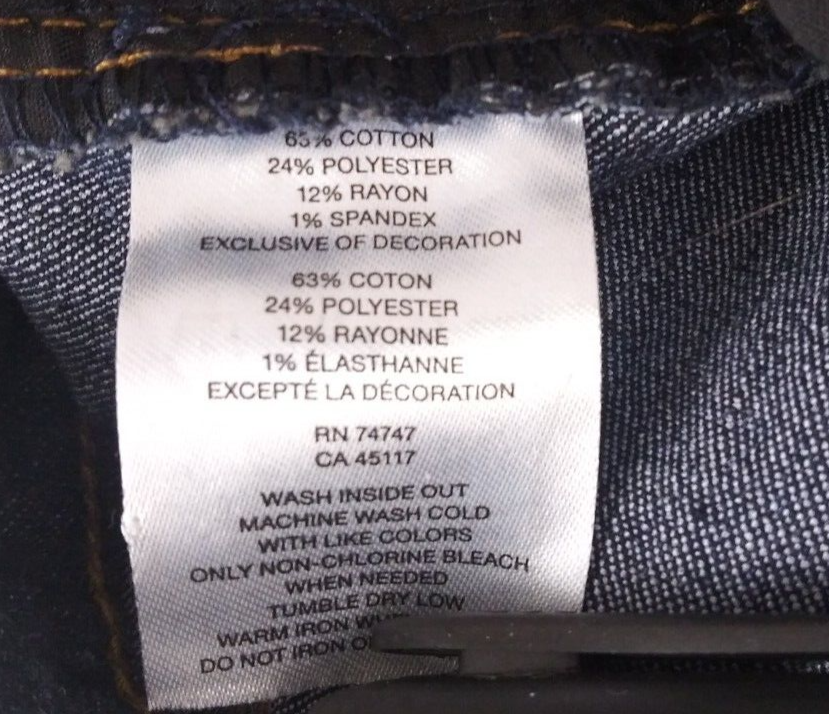 63% COTTON
24% POLYESTER
12% RAYON
1% SPANDEX
EXCLUSIVE OF DECORATION
63% COTON
24% POLYESTER
12% RAYONNE
1% ÉLASTHANNE
EXCEPTÉ LA DÉCORATION
RN 74747
CA 45117
WASH INSIDE OUT
MACHINE WASH COLD
WITH LIKE COLORS
ONLY NON-CHLORINE BLEACH
WHEN NEEDED
TUMBLE DRY LOW
WARM IRON
DO NOT IRON